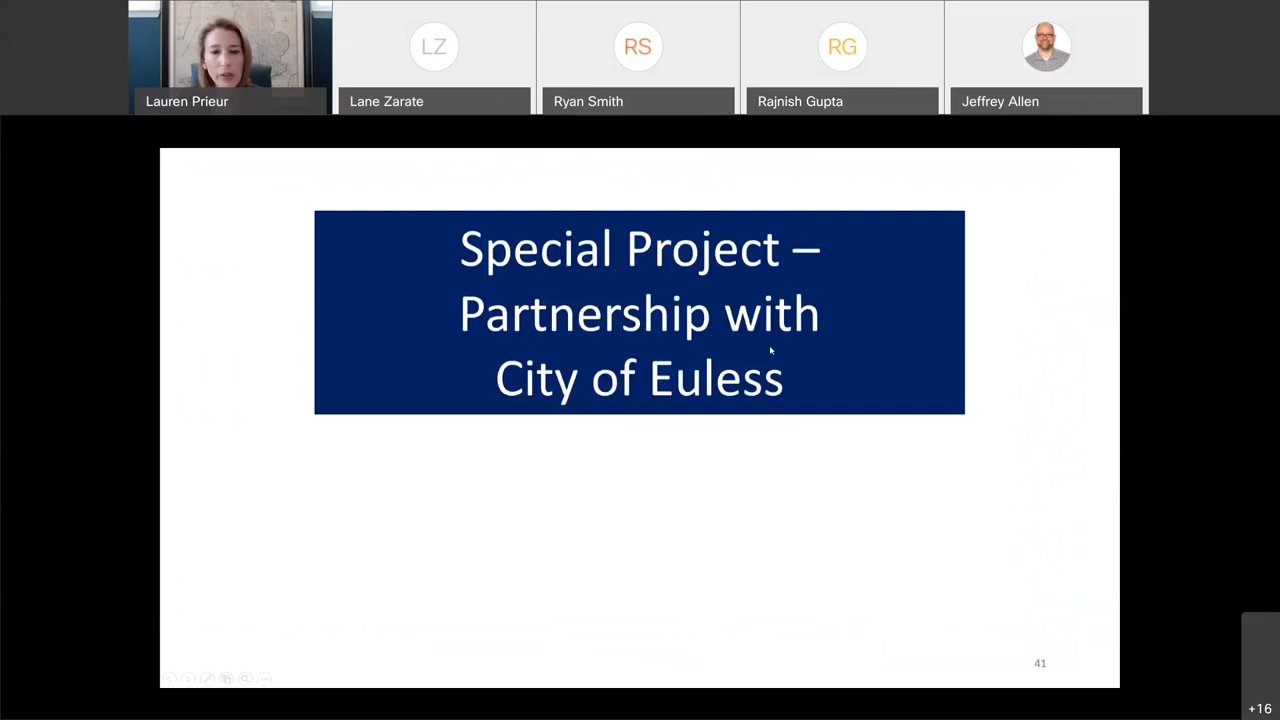 LZ
RS
RG
Lauren Prieur
Lane Zarate
Ryan Smith
Rajnish Gupta
Jeffrey Allen
Special Project –
Partnership with
City of Euless
41
+16